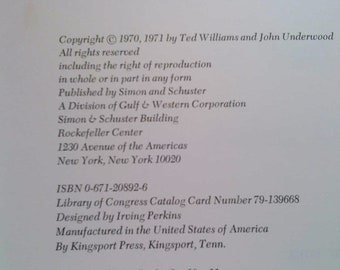 Copyright © 1970, 1971 by Ted Williams and John Underwood
All rights reserved
including the right of reproduction
in whole or in part in any form
Published by Simon and Schuster
A Division of Gulf & Western Corporation
Simon & Schuster Building
Rockefeller Center
1230 Avenue of the Americas
New York, New York 10020
ISBN 0-671-20892-6
Library of Congress Catalog Card Number 79-139668
Designed by Irving Perkins
Manufactured in the United States of America
By Kingsport Press, Kingsport, Tenn.